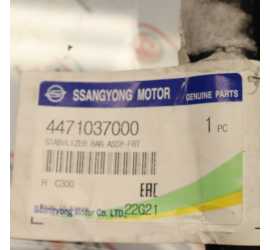 SSANGYONG MOTOR
GENUINE PARTS
4471037000
1 PC
STABILIZER BAR ASSY-FRT
H C300
EAC
Ssangyong Motor Co. LTD.
22G21